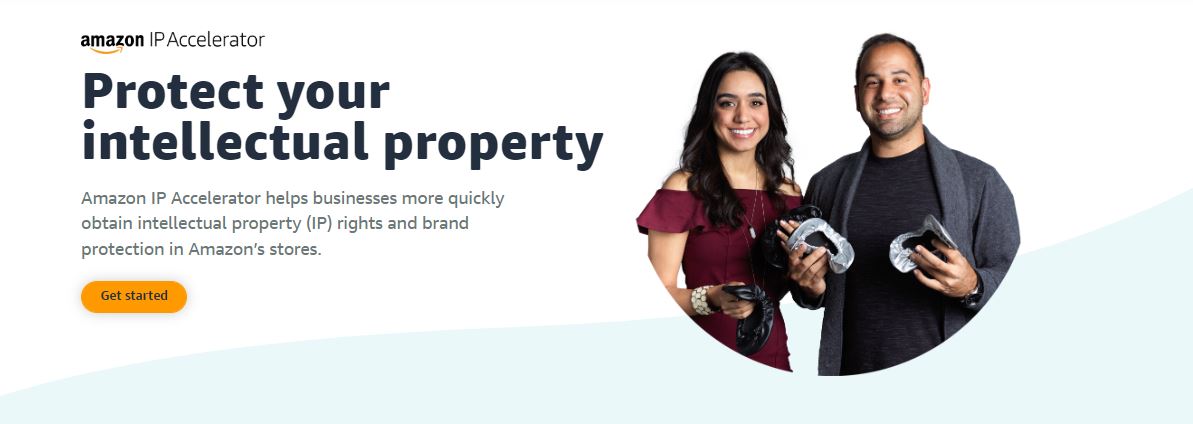 amazon IP Accelerator
Protect your
intellectual property
Amazon IP Accelerator helps businesses more quickly
obtain intellectual property (IP) rights and brand
protection in Amazon’s stores.
Get started